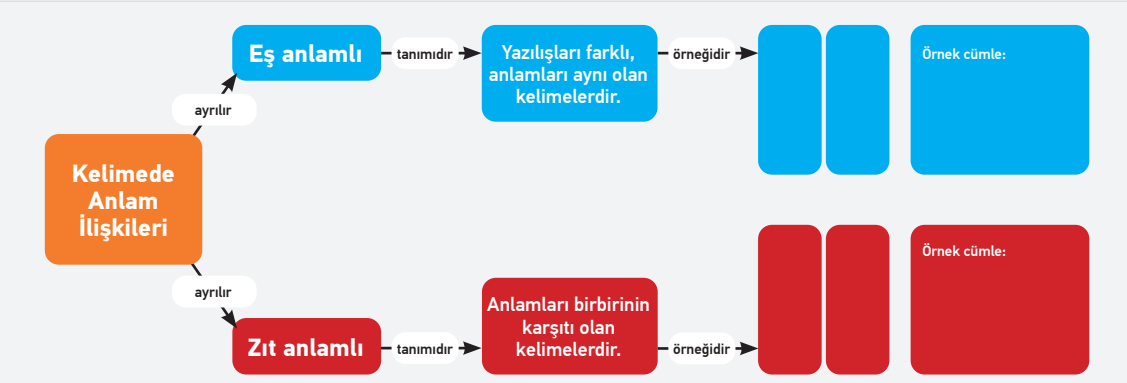 Kelimede
Anlam
İlişkileri
ayrılır
Eş anlamlı
tanımıdır
Yazılışları farklı,
anlamları aynı olan
kelimelerdir.
örneğidir
Örnek cümle:
ayrılır
Zıt anlamlı
tanımıdır
Anlamları birbirinin
karşıtı olan
kelimelerdir.
örneğidir
Örnek cümle: